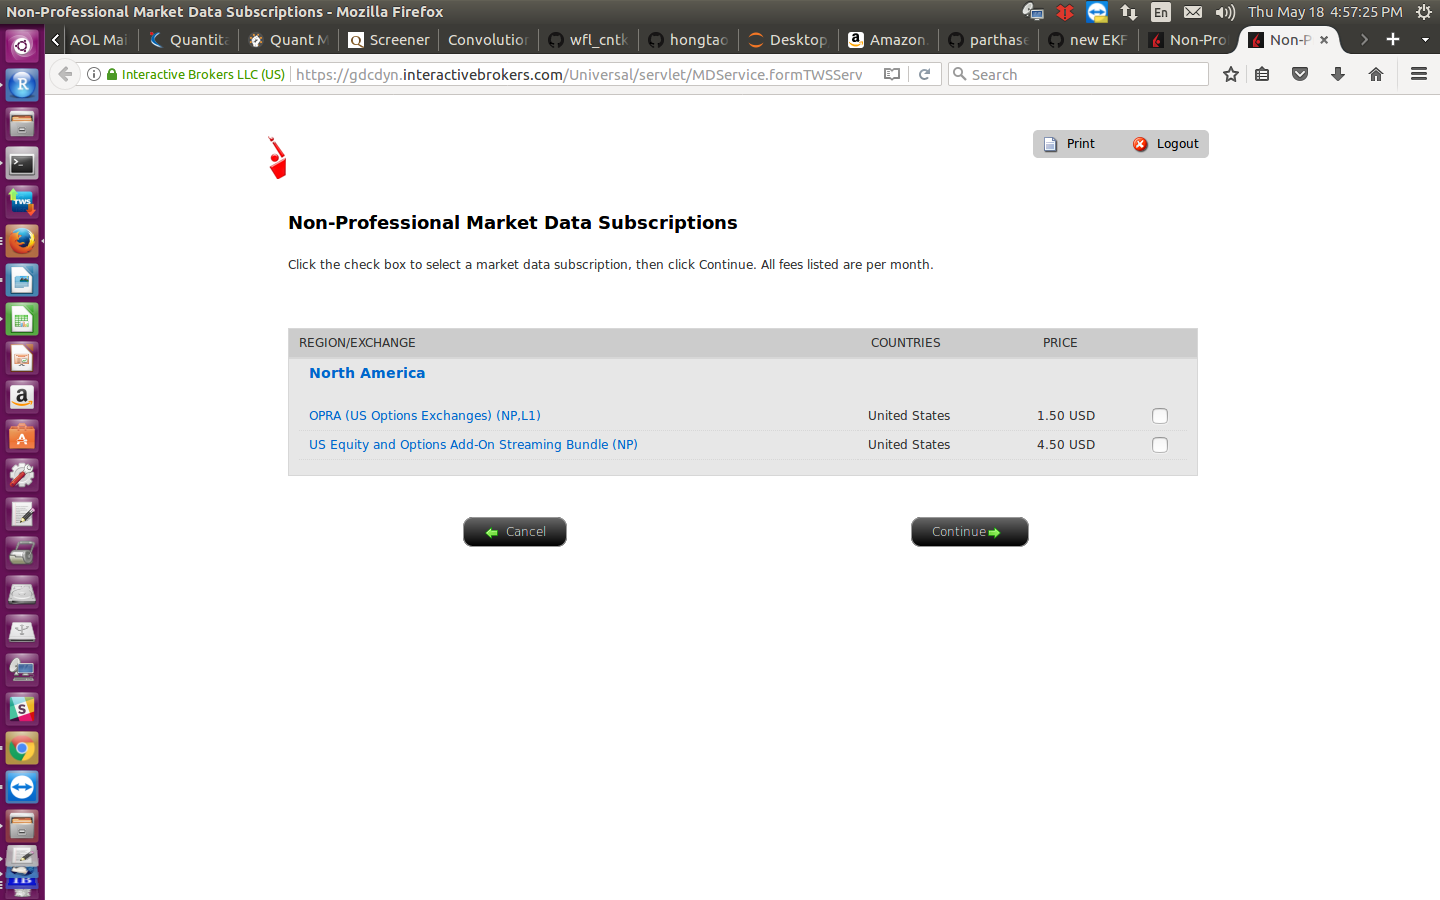 Non-Professional Market Data Subscriptions - Mozilla Firefox
En
Thu May 18 4:57:25 PM
AOL Mai
Quantita
Quant M
Screener
Convolution
wfl_cntk
hongtao
Desktop
Amazon.
parthase
new EKF
Non-Pro
Non-P
Interactive Brokers LLC (US)
https://gdcdyn.interactivebrokers.com/Universal/servlet/MDService.formTWSServ
Search
Print
Logout
Non-Professional Market Data Subscriptions
Click the check box to select a market data subscription, then click Continue. All fees listed are per month.
REGION/EXCHANGE COUNTRIES PRICE
North America
OPRA (US Options Exchanges) (NP,L1) United States 1.50 USD
US Equity and Options Add-On Streaming Bundle (NP) United States 4.50 USD
Cancel
Continue
R
TWS
a
S